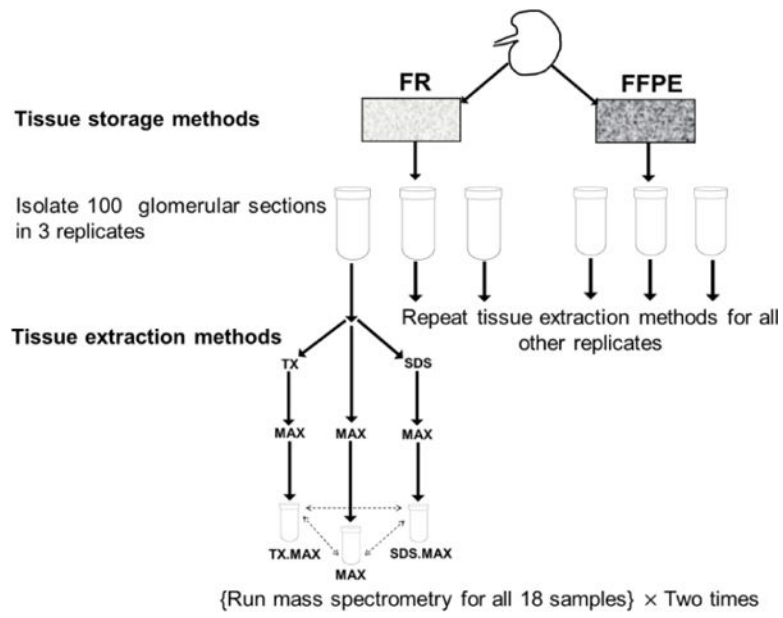 FR
FFPE
Tissue storage methods
Isolate 100 glomerular sections
in 3 replicates
Repeat tissue extraction methods for all
other replicates
Tissue extraction methods
TX
SDS
MAX
MAX
MAX
TX.MAX
SDS.MAX
MAX
{Run mass spectrometry for all 18 samples} × Two times